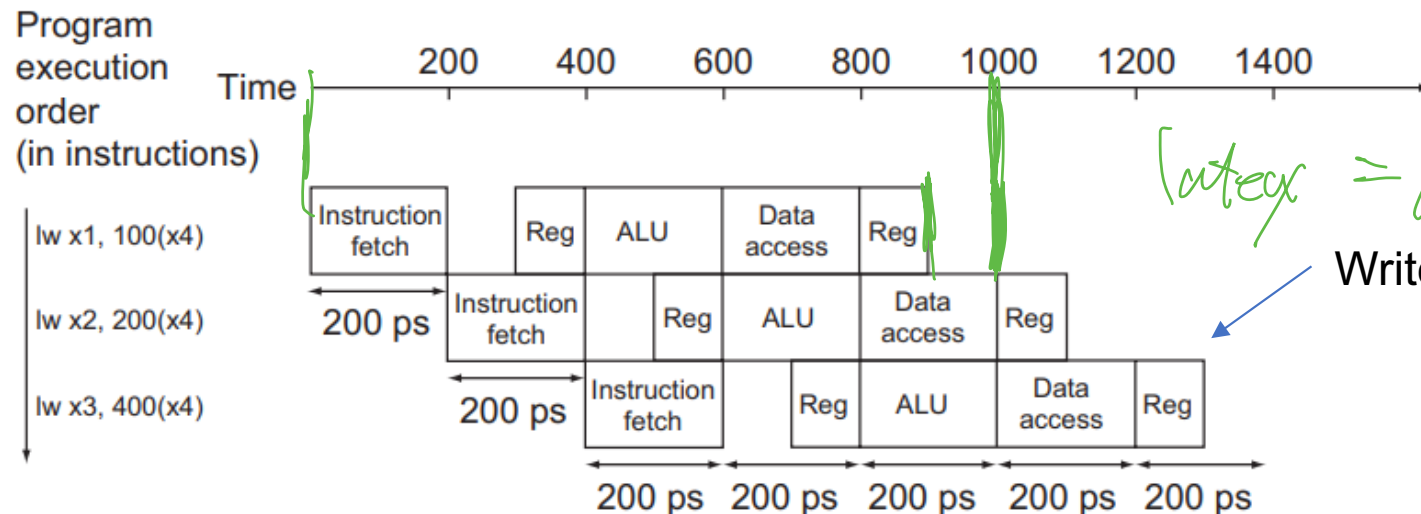 Program
execution
order
(in instructions)
Time
200 400 600 800 1000 1200 1400
lw x1, 100(x4)
Instruction
fetch
Reg
ALU
Data
access
Reg
=
Write
200 ps
lw x2, 200(x4)
Instruction
fetch
Reg
ALU
Data
access
Reg
200 ps
lw x3, 400(x4)
Instruction
fetch
Reg
ALU
Data
access
Reg
200 ps 200 ps 200 ps 200 ps 200 ps